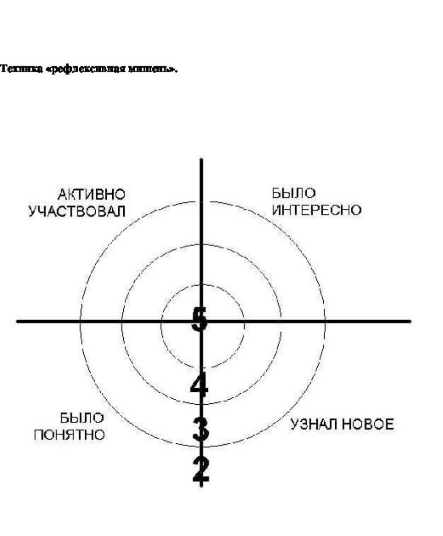 Техника «рефлексивная мишень».
АКТИВНО
УЧАСТВОВАЛ
БЫЛО
ИНТЕРЕСНО
5
4
БЫЛО
ПОНЯТНО
3
УЗНАЛ НОВОЕ
2